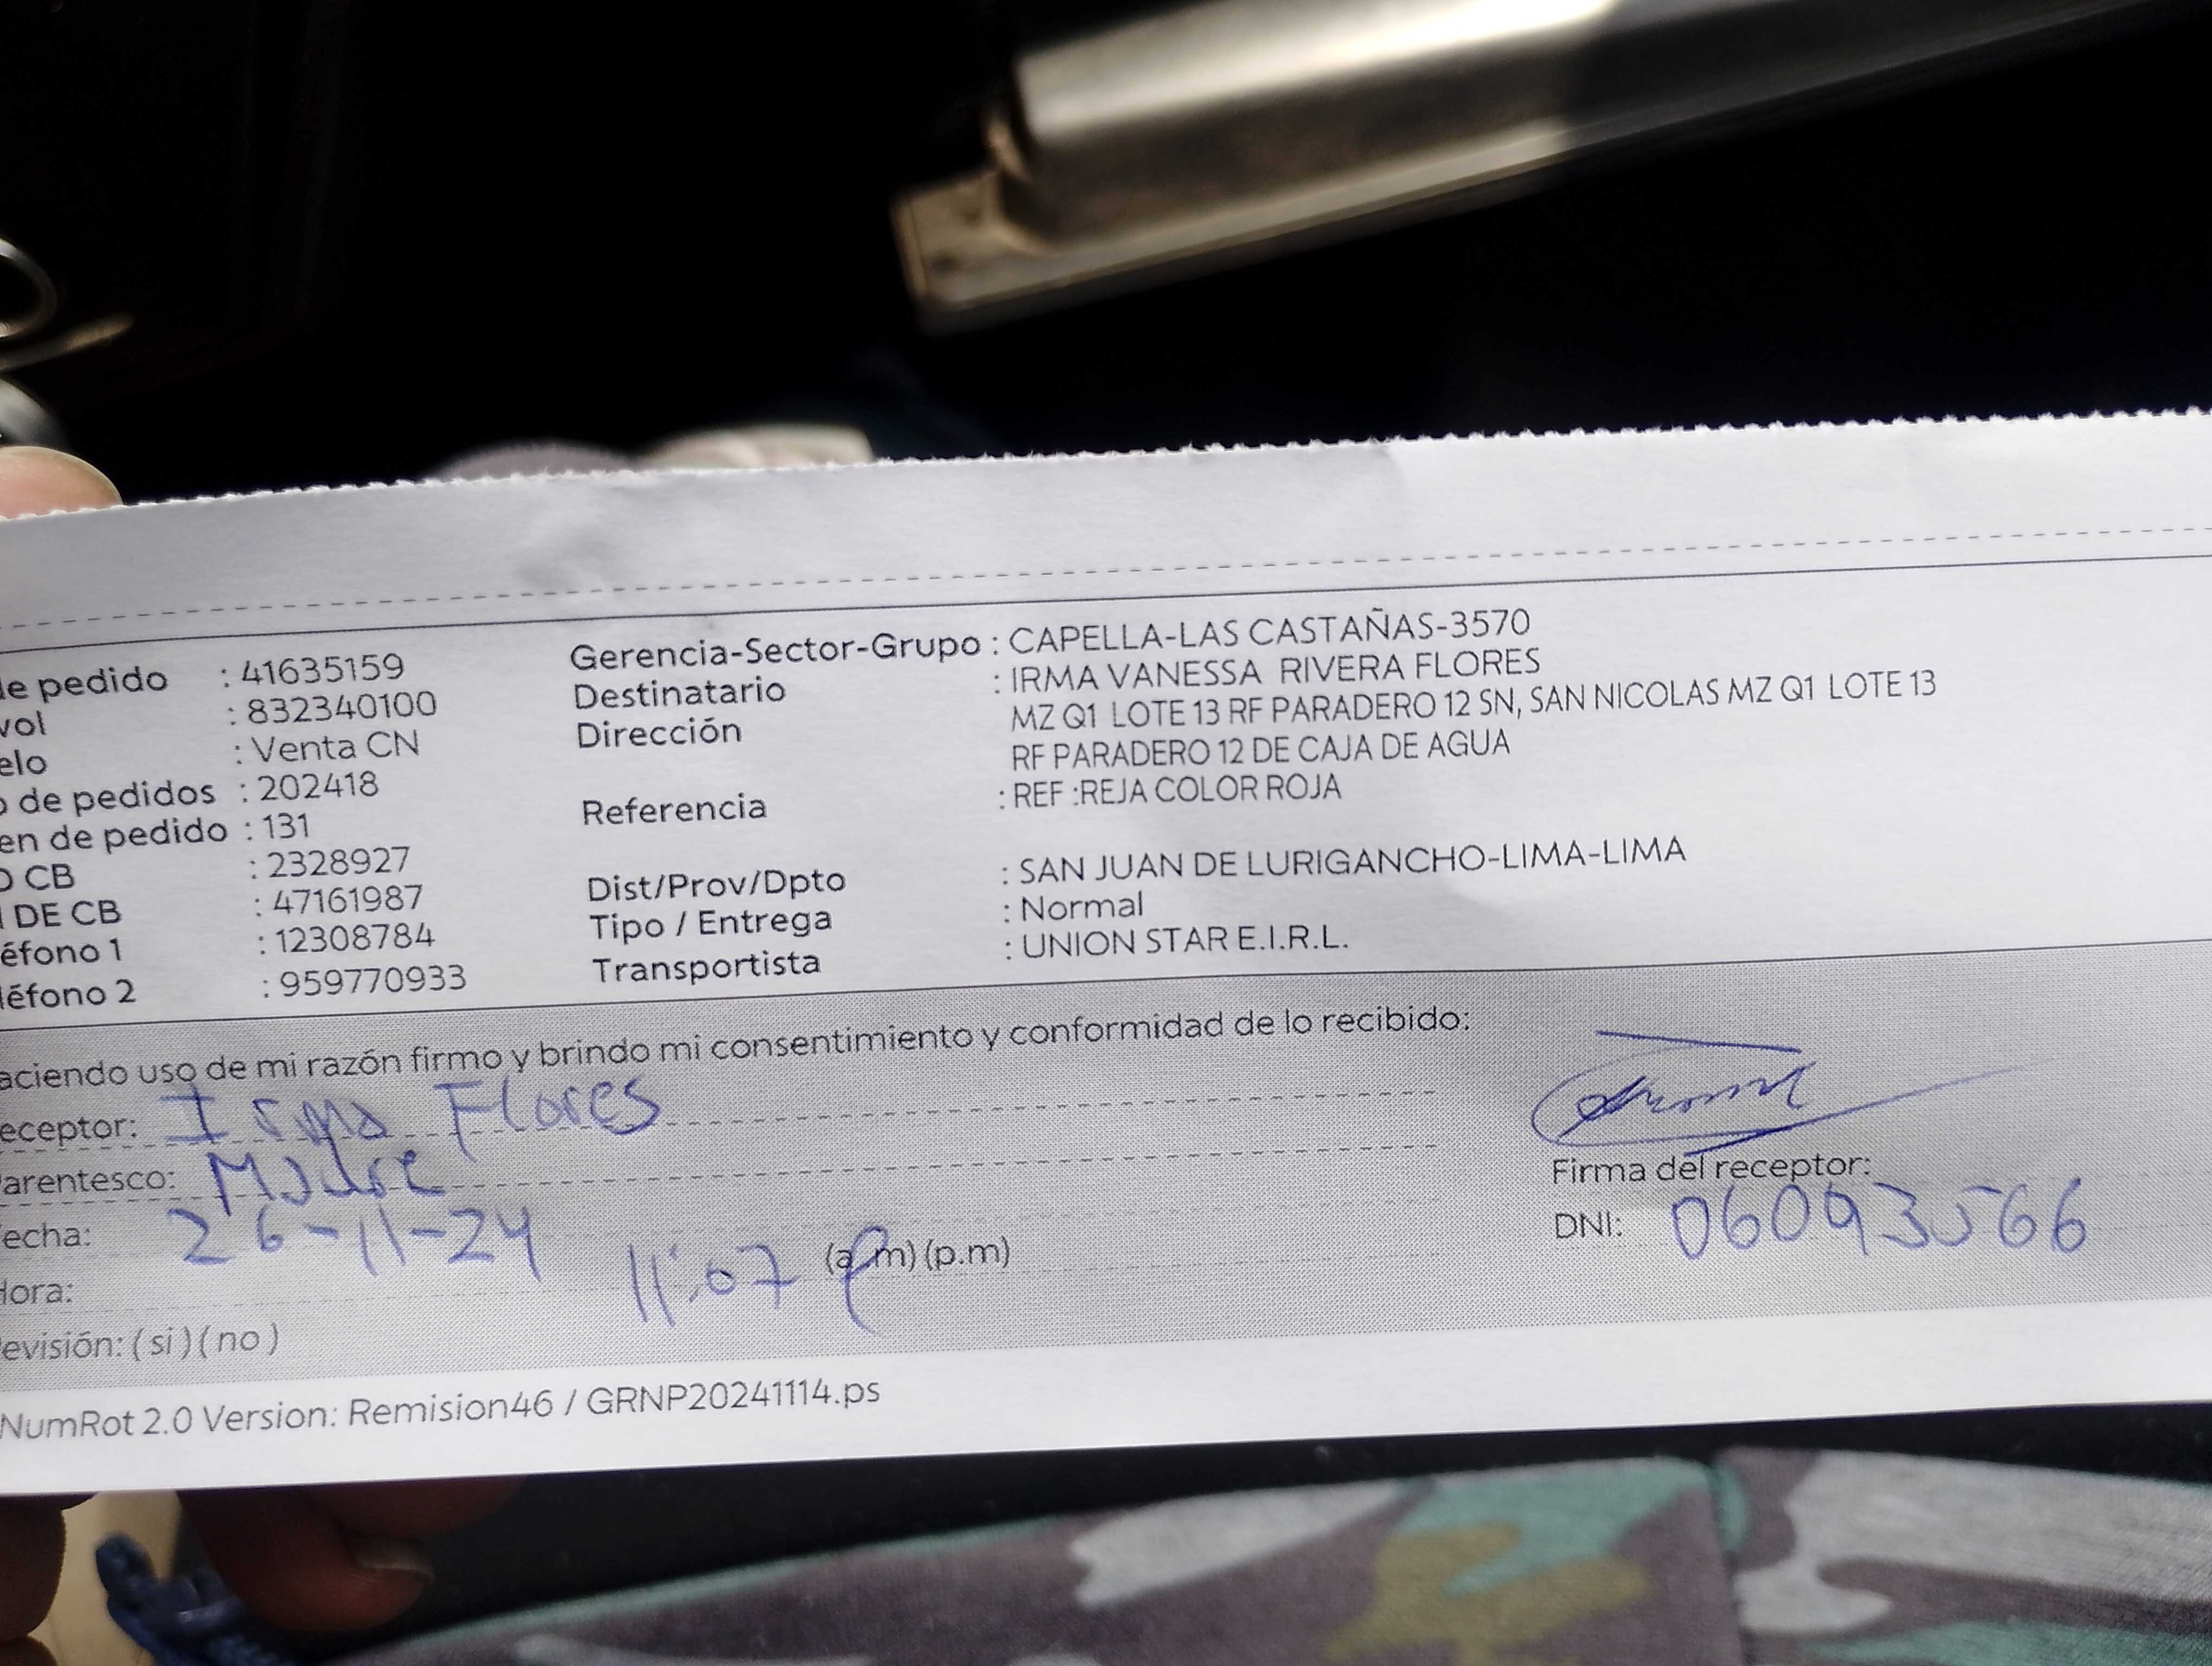 de pedido : 41635159
vol : 832340100
elo : Venta CN
o de pedidos : 202418
en de pedido : 131
O CB : 2328927
I DE CB : 47161987
éfono 1 : 12308784
léfono 2 : 959770933
Gerencia-Sector-Grupo : CAPELLA-LAS CASTAÑAS-3570
Destinatario : IRMA VANESSA RIVERA FLORES
Dirección MZ Q1 LOTE 13 RF PARADERO 12 SN, SAN NICOLAS MZ Q1 LOTE 13
RF PARADERO 12 DE CAJA DE AGUA
Referencia : REF :REJA COLOR ROJA
Dist/Prov/Dpto : SAN JUAN DE LURIGANCHO-LIMA-LIMA
Tipo / Entrega : Normal
Transportista : UNION STAR E.I.R.L.
aciendo uso de mi razón firmo y brindo mi consentimiento y conformidad de lo recibido:
eceptor: Irma Flores
Parentesco: Madre
echa: 26-11-24
Hora: 11:07 (a.m) (p.m)
evisión: ( si ) ( no )
Firma del receptor:
DNI: 06093566
NumRot 2.0 Version: Remision46 / GRNP20241114.ps